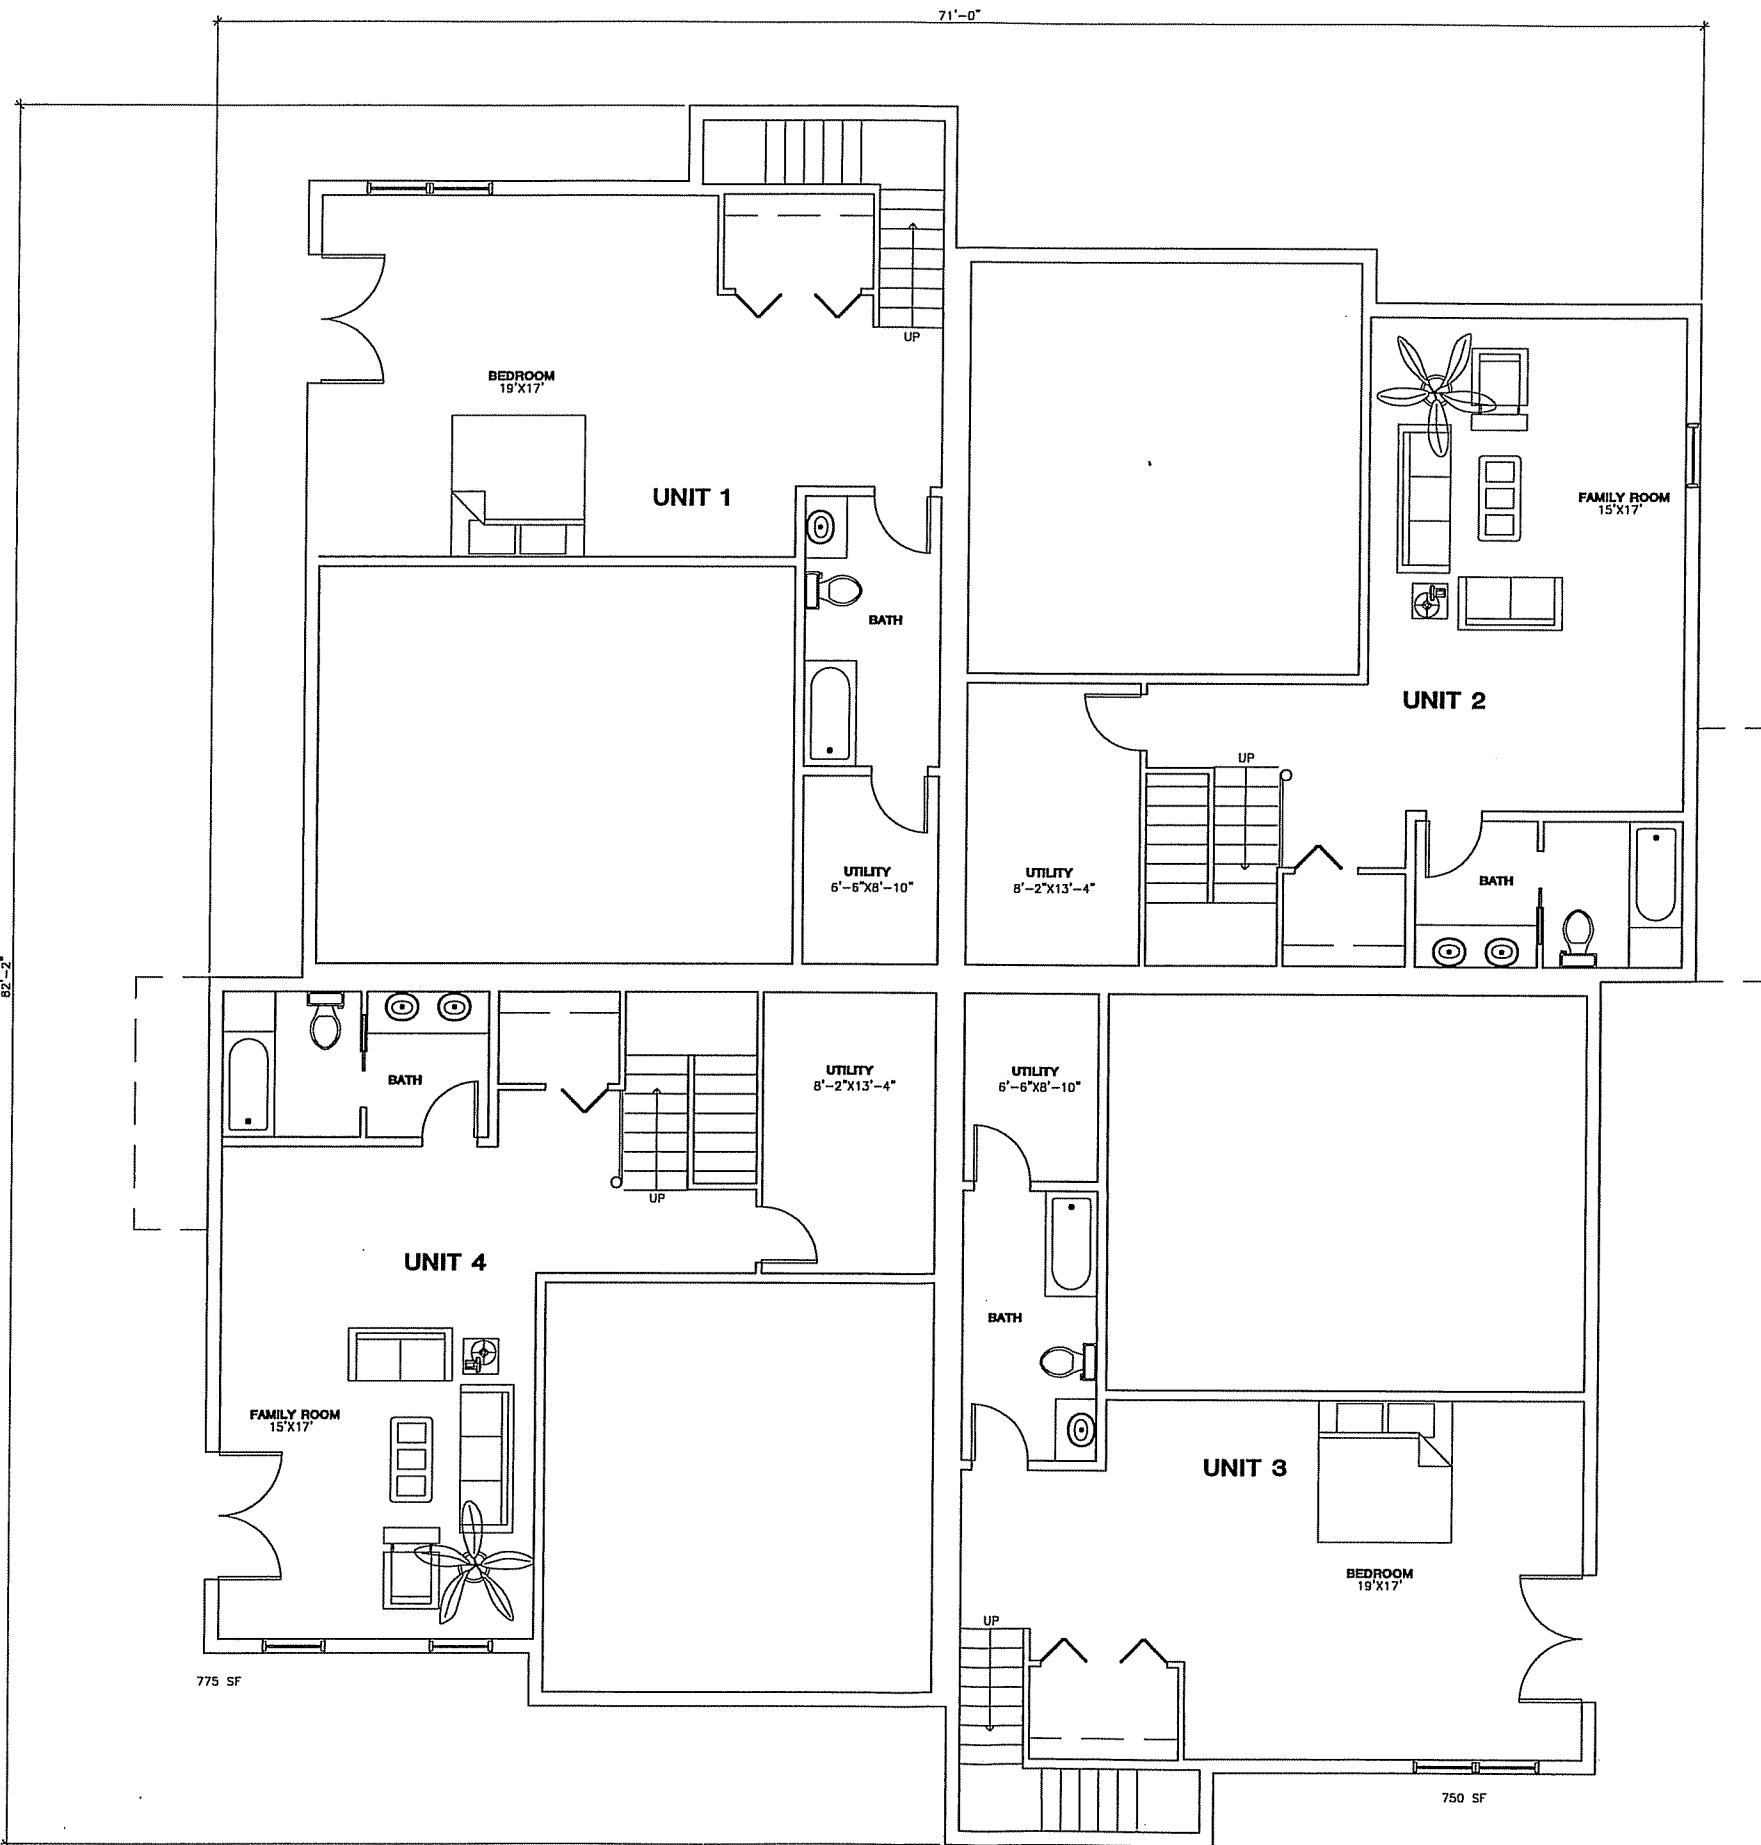 71'-0"
82'-2"
UP
BEDROOM
19'X17'
UNIT 1
BATH
UTILITY
6'-6"X8'-10"
FAMILY ROOM
15'X17'
UNIT 2
UP
UTILITY
8'-2"X13'-4"
BATH
BATH
UTILITY
8'-2"X13'-4"
UP
UNIT 4
FAMILY ROOM
15'X17'
775 SF
UTILITY
6'-6"X8'-10"
BATH
UNIT 3
BEDROOM
19'X17'
UP
750 SF